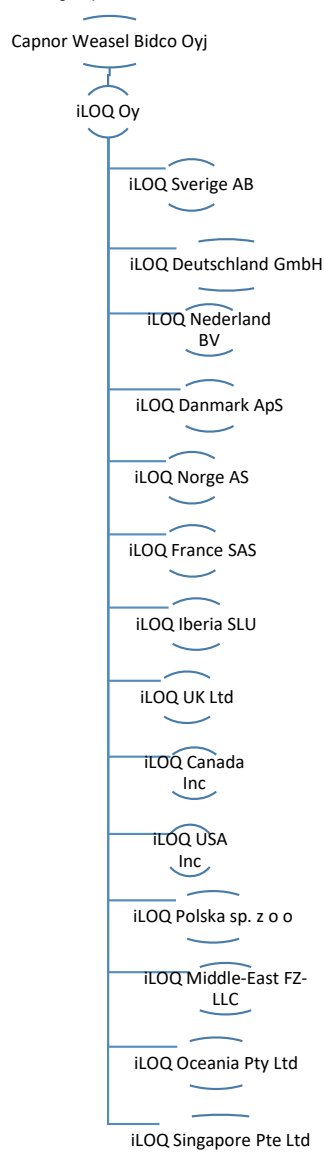 Capnor Weasel Bidco Oyj
iLOQ Oy
iLOQ Sverige AB
iLOQ Deutschland GmbH
iLOQ Nederland
BV
iLOQ Danmark ApS
iLOQ Norge AS
iLOQ France SAS
iLOQ Iberia SLU
iLOQ UK Ltd
iLOQ Canada
Inc
iLOQ USA
Inc
iLOQ Polska sp. z o o
iLOQ Middle-East FZ-
LLC
iLOQ Oceania Pty Ltd
iLOQ Singapore Pte Ltd